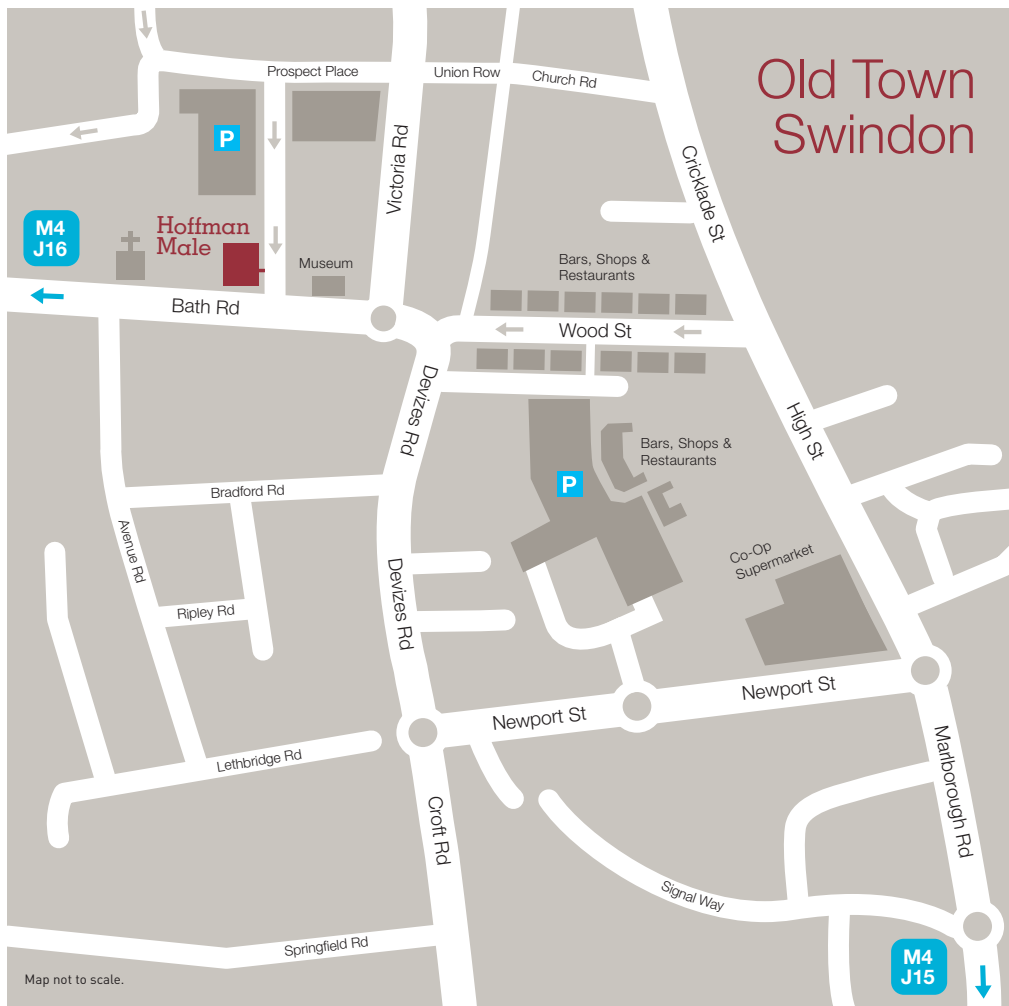 Old Town
Swindon
Prospect Place
Union Row
Church Rd
P
Victoria Rd
Cricklade St
M4
J16
Hoffman
Male
Museum
Bars, Shops &
Restaurants
Bath Rd
Wood St
Devizes Rd
High St
Bars, Shops &
Restaurants
P
Bradford Rd
Avenue Rd
Co-Op
Supermarket
Ripley Rd
Devizes Rd
Newport St
Newport St
Lethbridge Rd
Marlborough Rd
Croft Rd
Signal Way
Springfield Rd
M4
J15
Map not to scale.